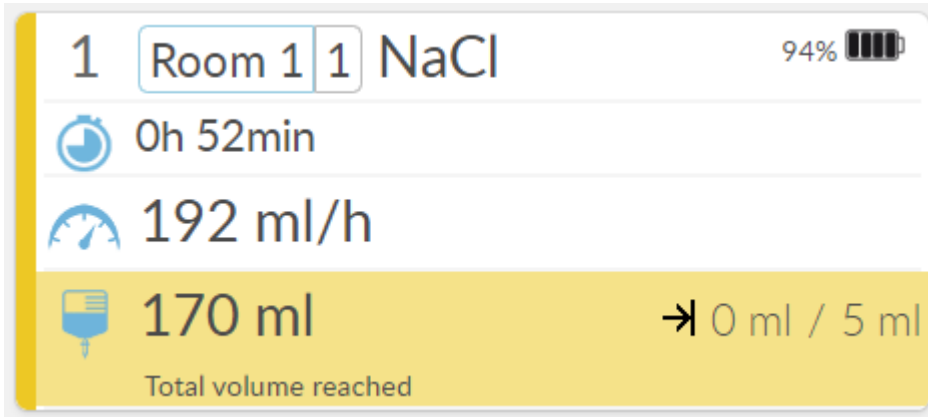 1 Room 1 1 NaCl 94%
0h 52min
192 ml/h
170 ml 0 ml / 5 ml
Total volume reached